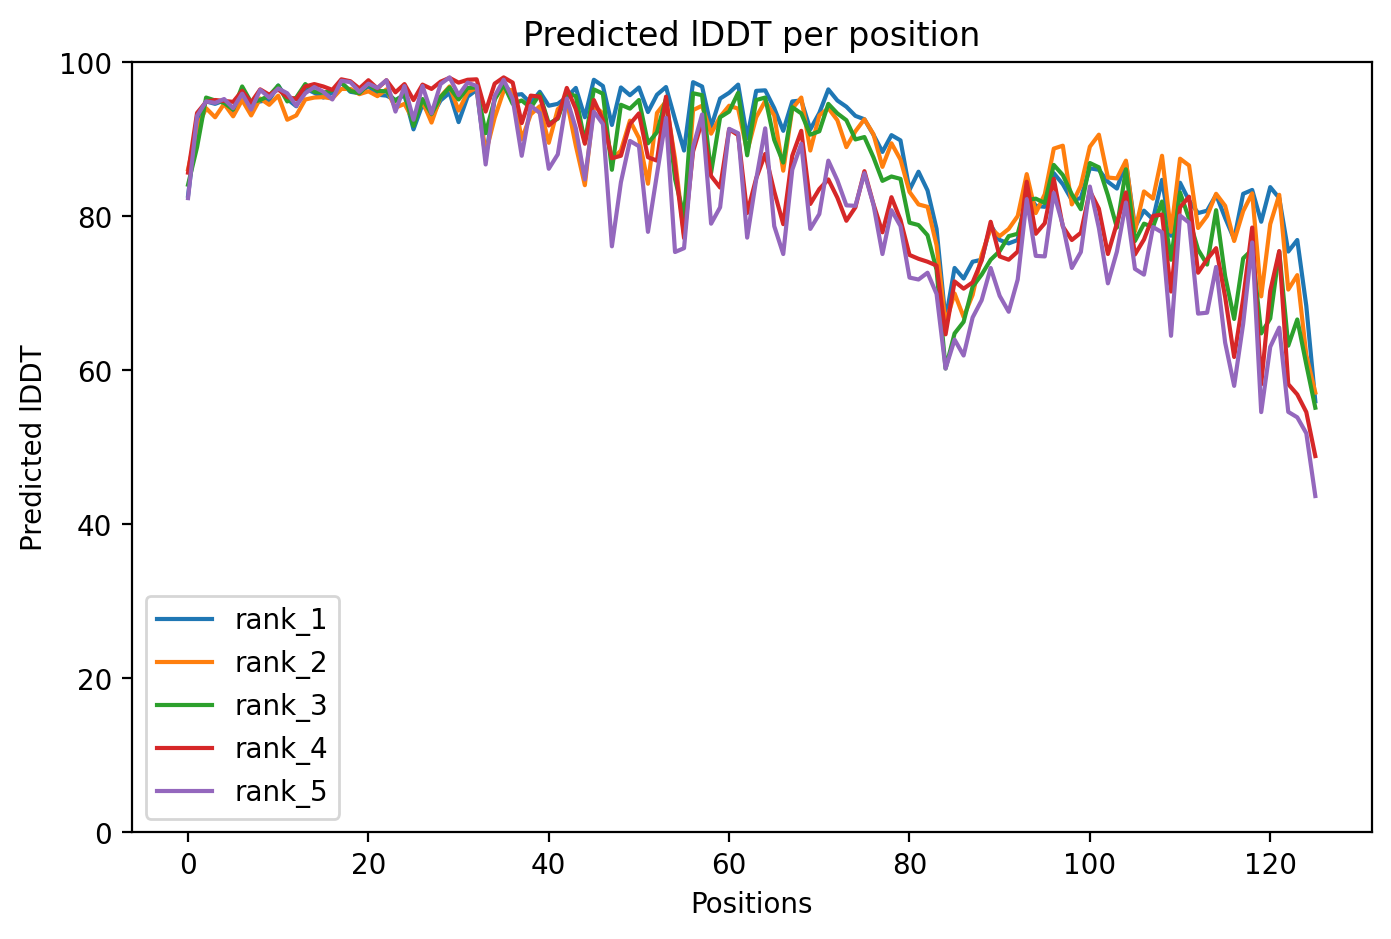 Predicted lDDT per position
100
80
60
40
20
0
Predicted lDDT
rank_1
rank_2
rank_3
rank_4
rank_5
0 20 40 60 80 100 120
Positions